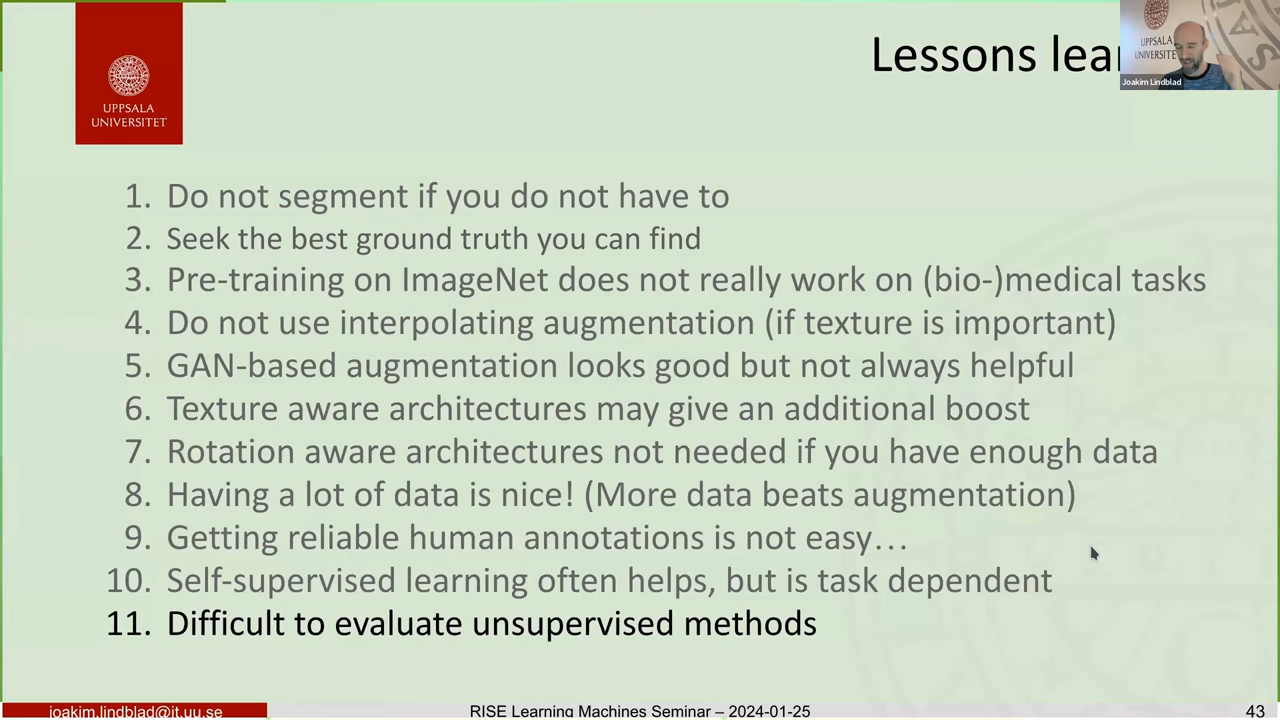 Lessons lear
UPPSALA
UNIVERSITET
UPPSALA
UNIVERSITE
Joakim Lindblad
1. Do not segment if you do not have to
2. Seek the best ground truth you can find
3. Pre-training on ImageNet does not really work on (bio-)medical tasks
4. Do not use interpolating augmentation (if texture is important)
5. GAN-based augmentation looks good but not always helpful
6. Texture aware architectures may give an additional boost
7. Rotation aware architectures not needed if you have enough data
8. Having a lot of data is nice! (More data beats augmentation)
9. Getting reliable human annotations is not easy…
10. Self-supervised learning often helps, but is task dependent
11. Difficult to evaluate unsupervised methods
joakim.lindblad@it.uu.se
RISE Learning Machines Seminar – 2024-01-25
43